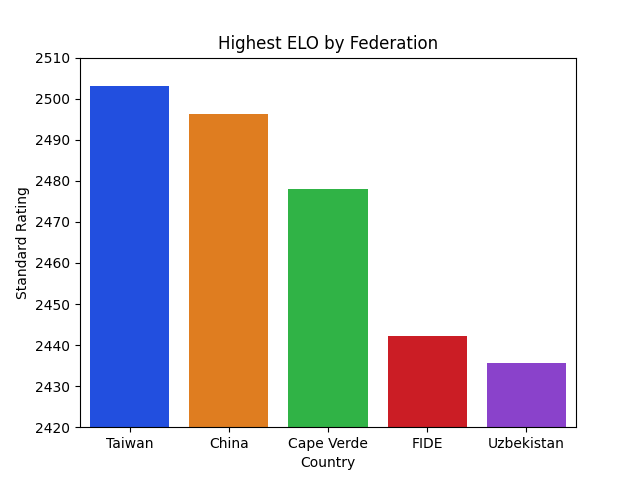 Highest ELO by Federation
2510
2500
2490
2480
2470
2460
2450
2440
2430
2420
Standard Rating
Taiwan China Cape Verde FIDE Uzbekistan
Country